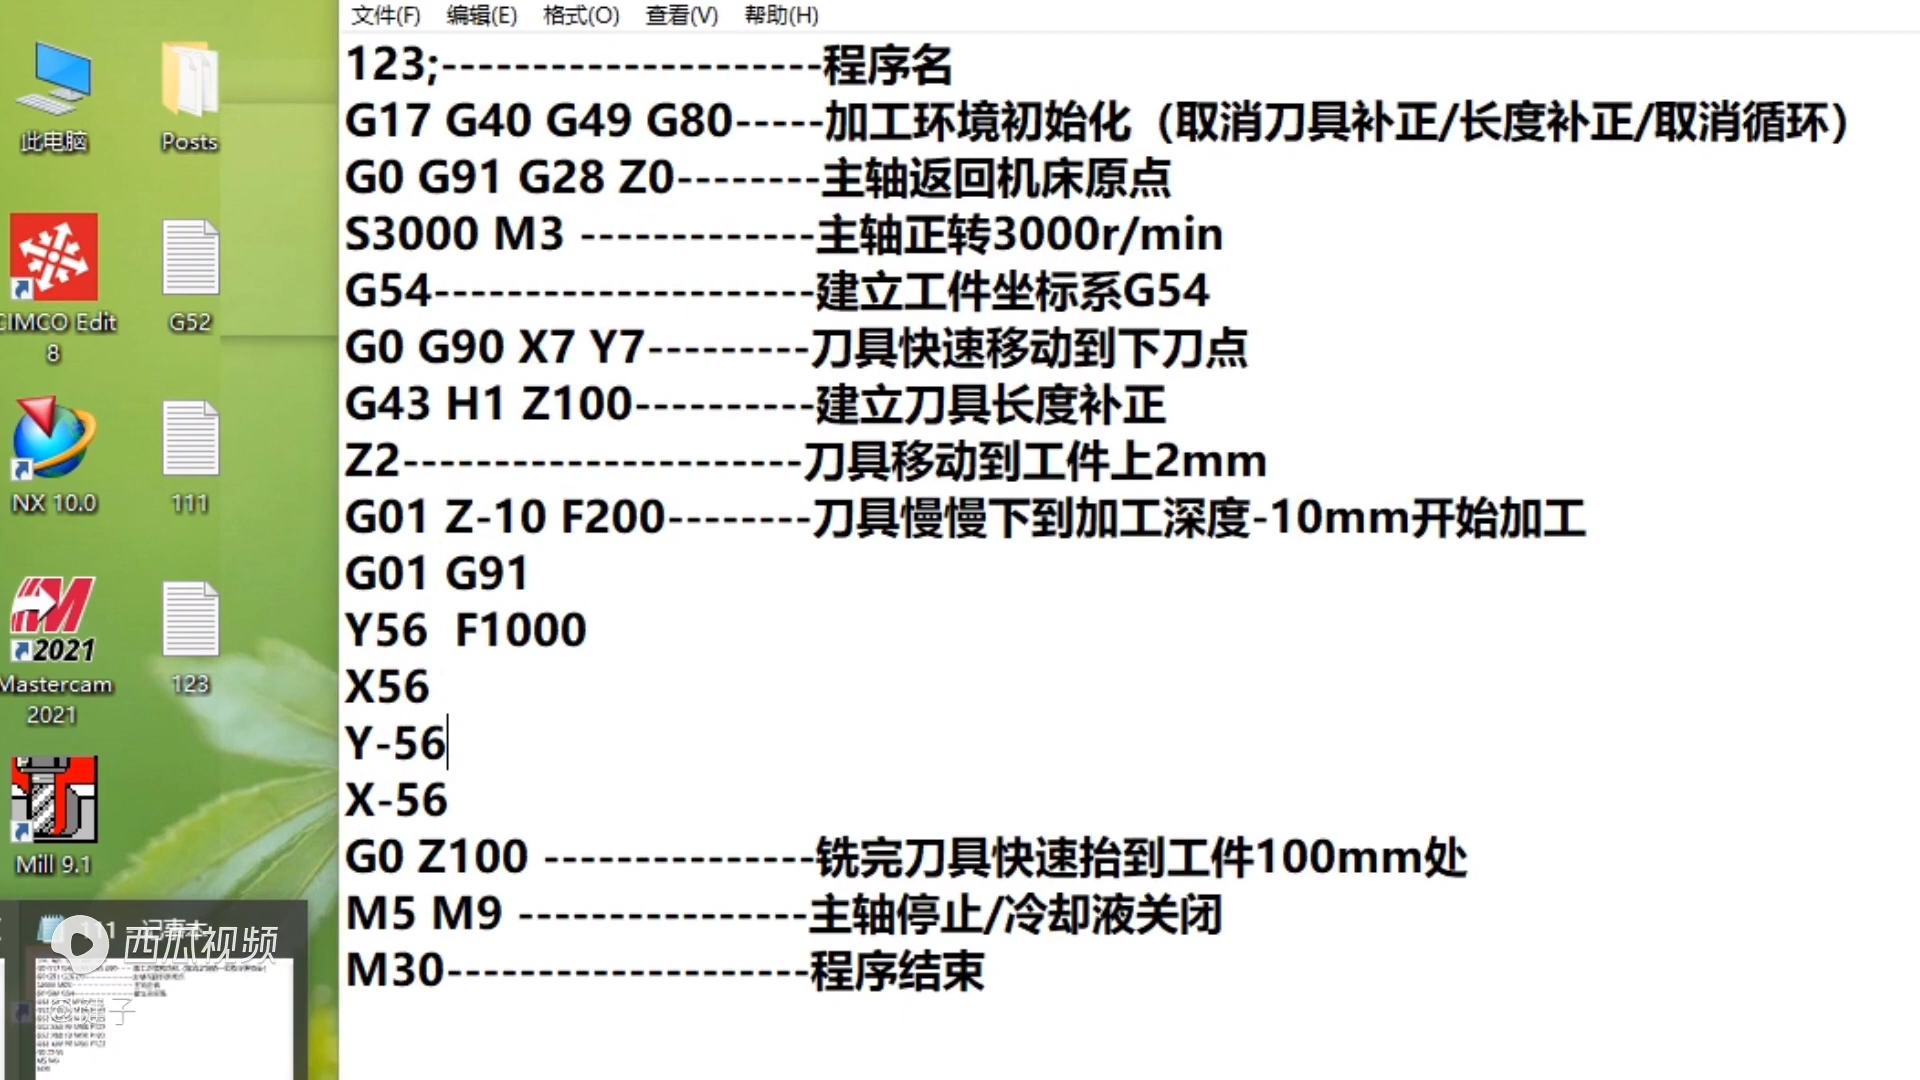 文件(F) 编辑(E) 格式(O) 查看(V) 帮助(H)
123;---------------------程序名
G17 G40 G49 G80-----加工环境初始化（取消刀具补正/长度补正/取消循环）
G0 G91 G28 Z0--------主轴返回机床原点
S3000 M3 -------------主轴正转3000r/min
G54---------------------建立工件坐标系G54
G0 G90 X7 Y7---------刀具快速移动到下刀点
G43 H1 Z100----------建立刀具长度补正
Z2----------------------刀具移动到工件上2mm
G01 Z-10 F200--------刀具慢慢下到加工深度-10mm开始加工
G01 G91
Y56  F1000
X56
Y-56
X-56
G0 Z100 ---------------铣完刀具快速抬到工件100mm处
M5 M9 ----------------主轴停止/冷却液关闭
M30--------------------程序结束
此电脑
Posts
CIMCO Edit
8
G52
NX 10.0
111
2021
Mastercam
2021
123
Mill 9.1
111 - 记事本
西瓜视频